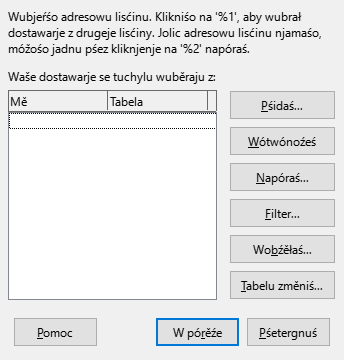 Wubjeŕśo adresowu lisćinu. Klikniśo na '%1', aby wubrał
dostawarje z drugeje lisćiny. Jolic adresowu lisćinu njamaśo,
móžośo jadnu pśez kliknjenje na '%2' napóraś.
Waše dostawarje se tuchylu wuběraju z:
Mě Tabela
Pśidaś...
Wótwónoźeś
Napóraś...
Filter...
Wobźěłaś...
Tabelu změniś...
Pomoc W pórěźe Pśetergnuś